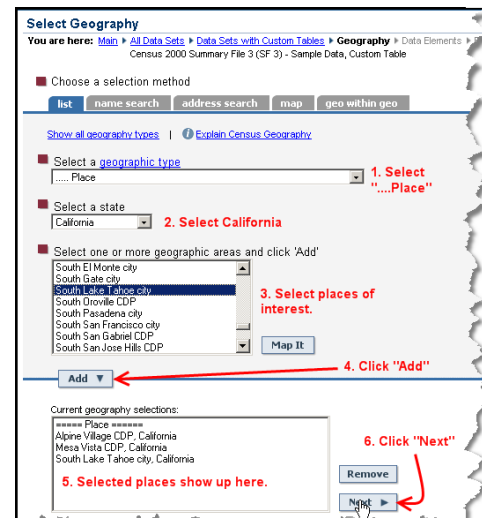 Select Geography
You are here: Main ▶ All Data Sets ▶ Data Sets with Custom Tables ▶ Geography ▶ Data Elements ▶
Census 2000 Summary File 3 (SF 3) - Sample Data, Custom Table
Choose a selection method
list name search address search map geo within geo
Show all geography types | Explain Census Geography
Select a geographic type
..... Place
1. Select
"....Place"
Select a state
California
2. Select California
Select one or more geographic areas and click 'Add'
South El Monte city
South Gate city
South Lake Tahoe city
South Oroville CDP
South Pasadena city
South San Francisco city
South San Gabriel CDP
South San Jose Hills CDP
3. Select places of
interest.
Map It
4. Click "Add"
Add ▼
Current geography selections:
===== Place ======
Alpine Village CDP, California
Mesa Vista CDP, California
South Lake Tahoe city, California
5. Selected places show up here.
6. Click "Next"
Remove
Next ▶